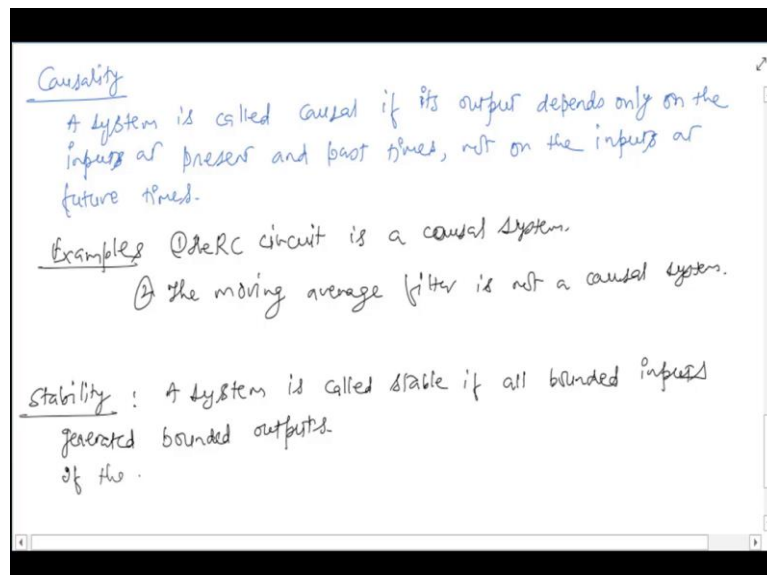 Causality
A system is called causal if its output depends only on the
inputs at present and past times, not on the inputs at
future times.
Examples ① The RC circuit is a causal system.
② The moving average filter is not a causal system.
Stability : A system is called stable if all bounded inputs
generated bounded outputs.
If the .